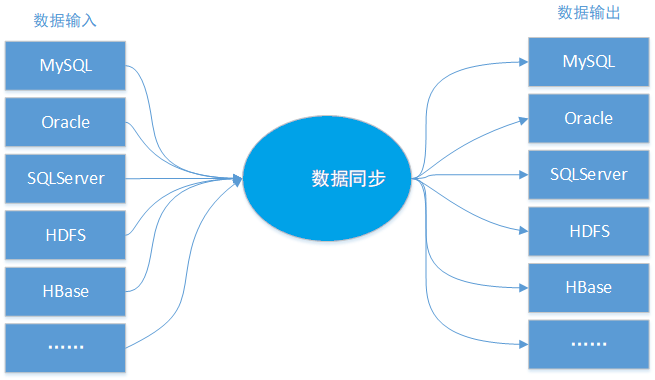 数据输入
MySQL
Oracle
SQLServer
HDFS
HBase
……
数据同步
数据输出
MySQL
Oracle
SQLServer
HDFS
HBase
……